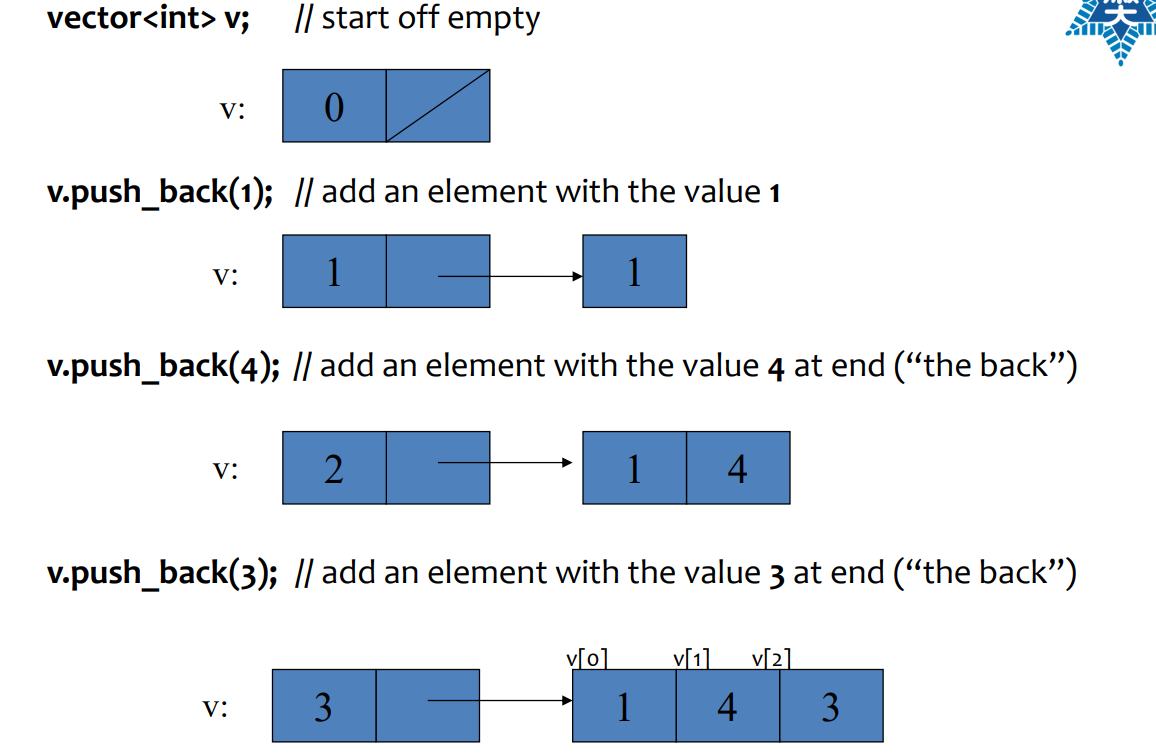 vector<int> v; // start off empty
v: 0
v.push_back(1); // add an element with the value 1
v: 1 1
v.push_back(4); // add an element with the value 4 at end (“the back”)
v: 2 1 4
v.push_back(3); // add an element with the value 3 at end (“the back”)
v[0] v[1] v[2]
v: 3 1 4 3